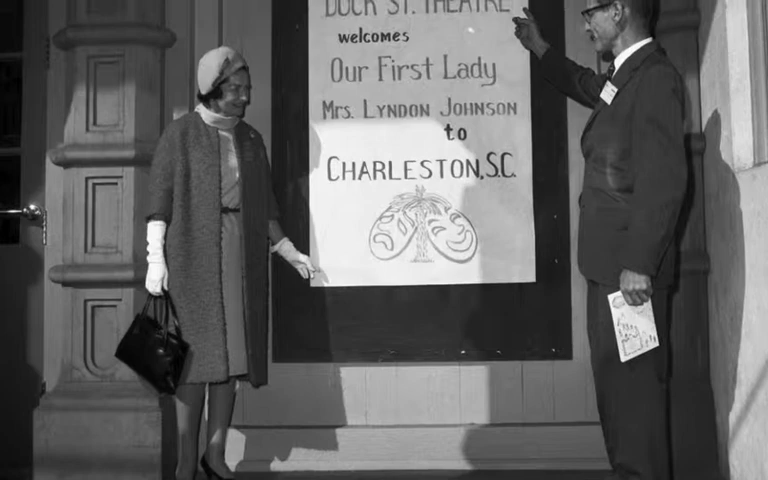 DOCK ST. THEATRE
welcomes
Our First Lady
Mrs. Lyndon Johnson
to
Charleston, S.C.